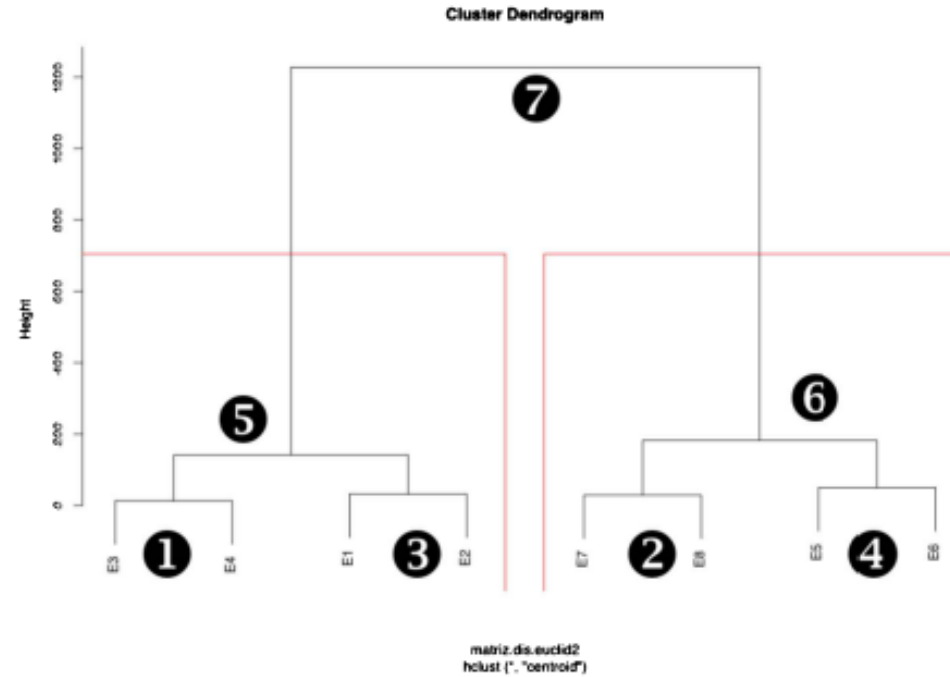 Cluster Dendrogram
1200
1000
800
600
400
200
0
Height
7
6
5
1
3
2
4
E3
E4
E1
E2
E7
E8
E5
E6
matriz.dis.euclid2
hclust (*, "centroid")